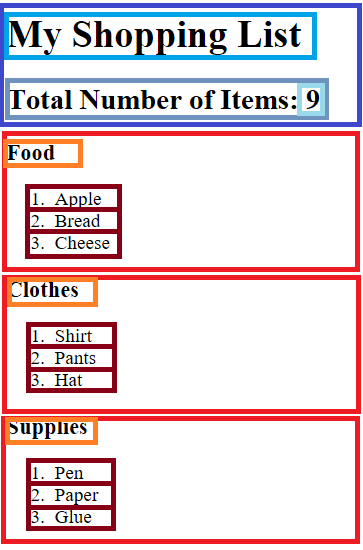 My Shopping List
Total Number of Items: 9
Food
1. Apple
2. Bread
3. Cheese
Clothes
1. Shirt
2. Pants
3. Hat
Supplies
1. Pen
2. Paper
3. Glue